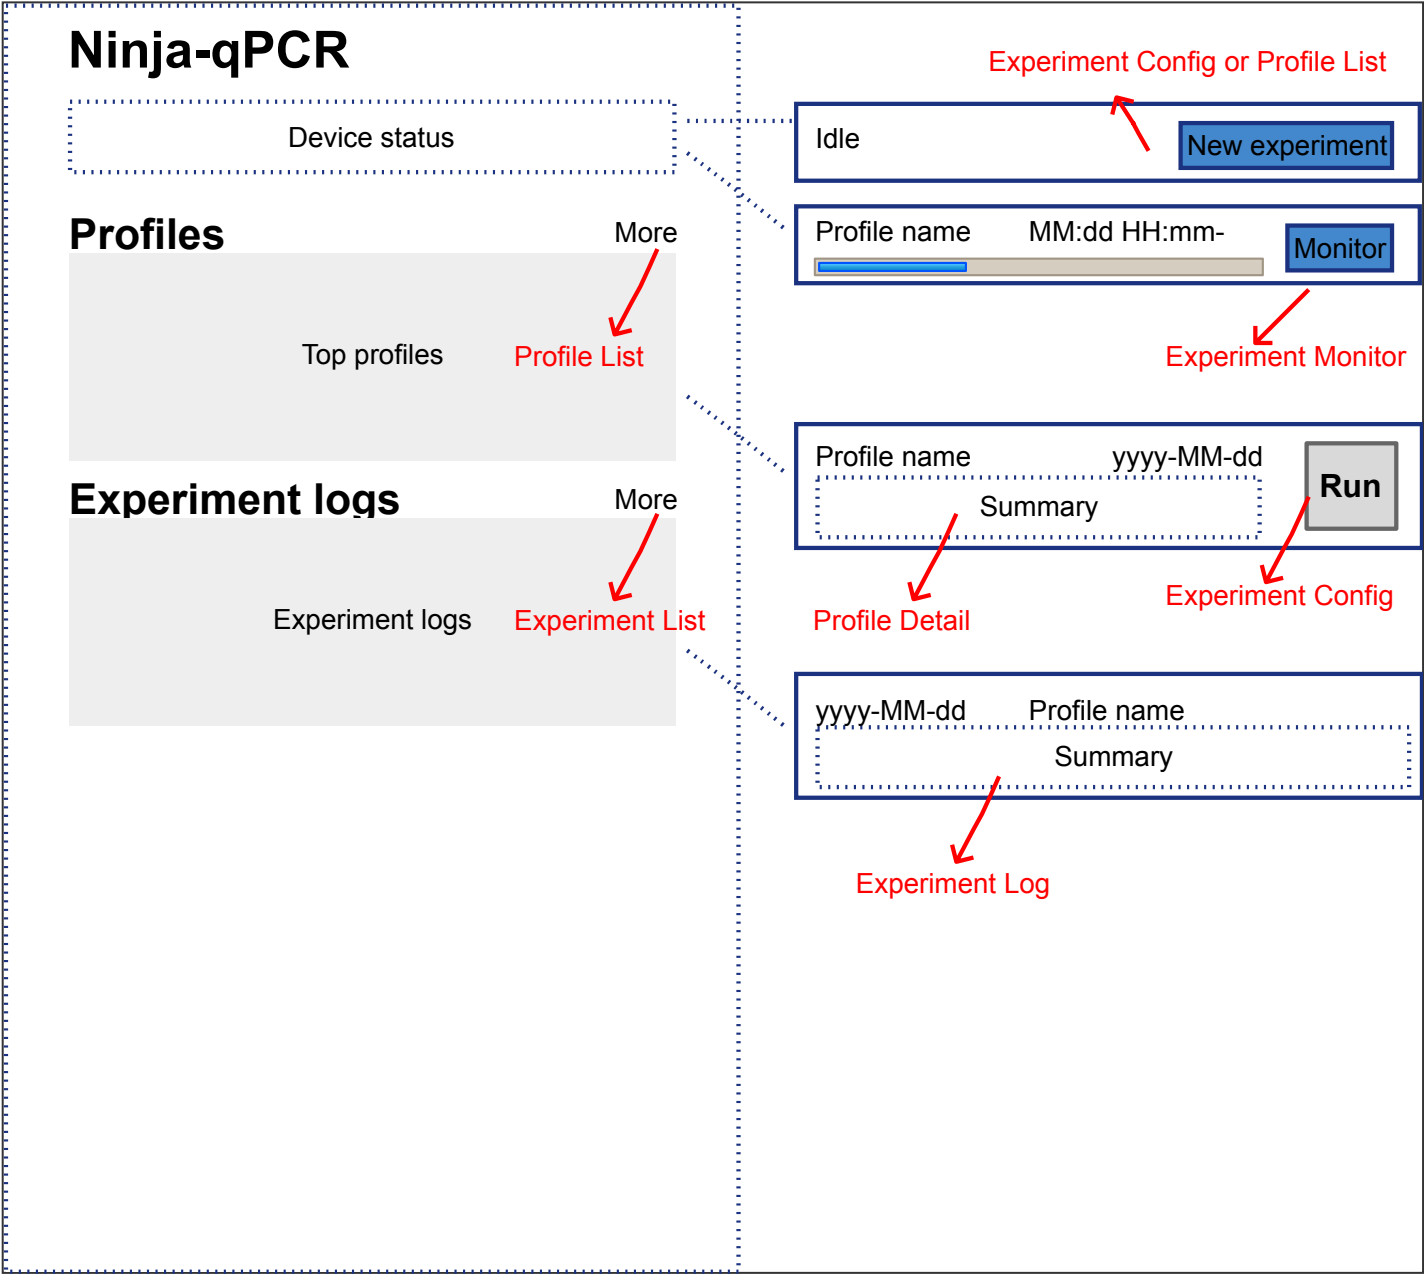 Ninja-qPCR
Device status
Profiles
More
Top profiles
Profile List
Experiment logs
More
Experiment logs
Experiment List
Experiment Config or Profile List
Idle
New experiment
Profile name MM:dd HH:mm-
Monitor
Experiment Monitor
Profile name yyyy-MM-dd
Run
Summary
Profile Detail
Experiment Config
yyyy-MM-dd Profile name
Summary
Experiment Log